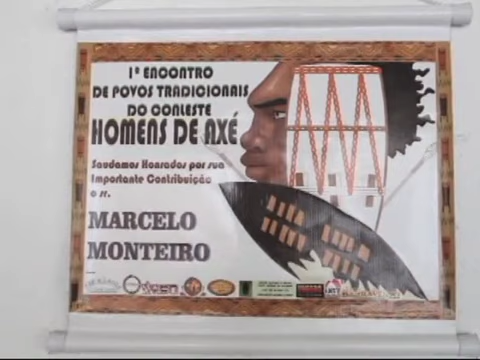 1º ENCONTRO
DE POVOS TRADICIONAIS
DO CONLESTE
HOMENS DE AXÉ
Saudamos Honrados por sua
Importante Contribuição
o sr.
MARCELO
MONTEIRO